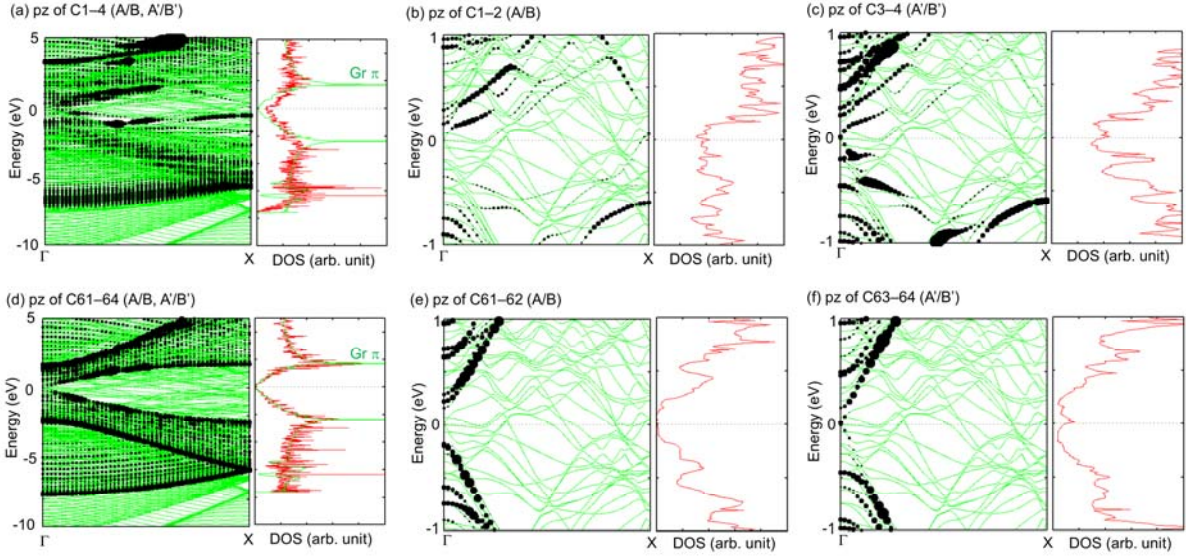 (a) pz of C1–4 (A/B, A'/B')
Energy (eV)
5
0
-5
-10
Γ
X
Gr π
DOS (arb. unit)
(b) pz of C1–2 (A/B)
Energy (eV)
1
0
-1
Γ
X
DOS (arb. unit)
(c) pz of C3–4 (A'/B')
Energy (eV)
1
0
-1
Γ
X
DOS (arb. unit)
(d) pz of C61–64 (A/B, A'/B')
Energy (eV)
5
0
-5
-10
Γ
X
Gr π
DOS (arb. unit)
(e) pz of C61–62 (A/B)
Energy (eV)
1
0
-1
Γ
X
DOS (arb. unit)
(f) pz of C63–64 (A'/B')
Energy (eV)
1
0
-1
Γ
X
DOS (arb. unit)